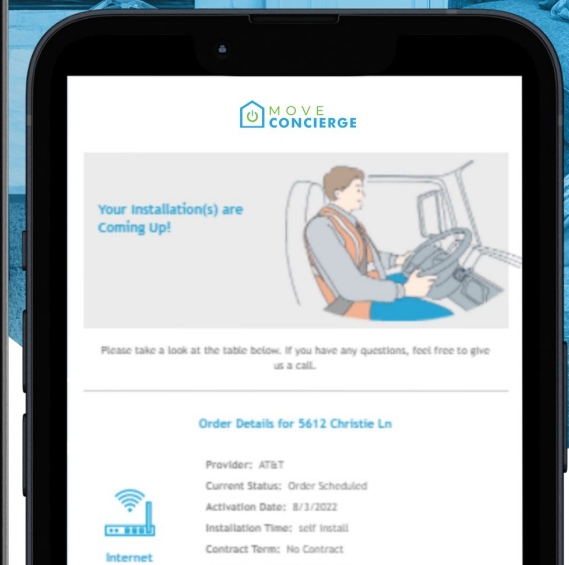 MOVE
CONCIERGE
Your Installation(s) are
Coming Up!
Please take a look at the table below. If you have any questions, feel free to give
us a call.
Order Details for 5612 Christie Ln
Provider: AT&T
Current Status: Order Scheduled
Activation Date: 8/3/2022
Installation Time: self install
Contract Term: No Contract
Internet